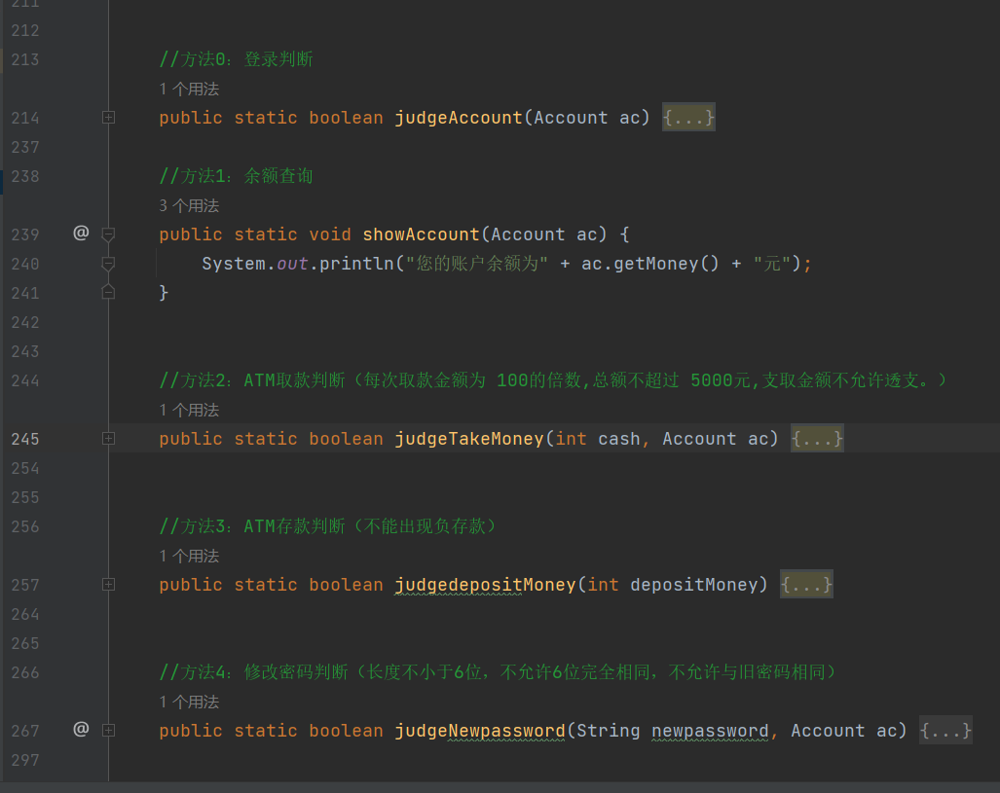 211
212
213 //方法0：登录判断
1 个用法
214 public static boolean judgeAccount(Account ac) {...}
237
238 //方法1：余额查询
3 个用法
239 @ public static void showAccount(Account ac) {
240 System.out.println("您的账户余额为" + ac.getMoney() + "元");
241 }
242
243
244 //方法2：ATM取款判断（每次取款金额为 100的倍数,总额不超过 5000元,支取金额不允许透支。）
1 个用法
245 public static boolean judgeTakeMoney(int cash, Account ac) {...}
254
255
256 //方法3：ATM存款判断（不能出现负存款）
1 个用法
257 public static boolean judgedepositMoney(int depositMoney) {...}
264
265
266 //方法4：修改密码判断（长度不小于6位，不允许6位完全相同，不允许与旧密码相同）
1 个用法
267 @ public static boolean judgeNewpassword(String newpassword, Account ac) {...}
297